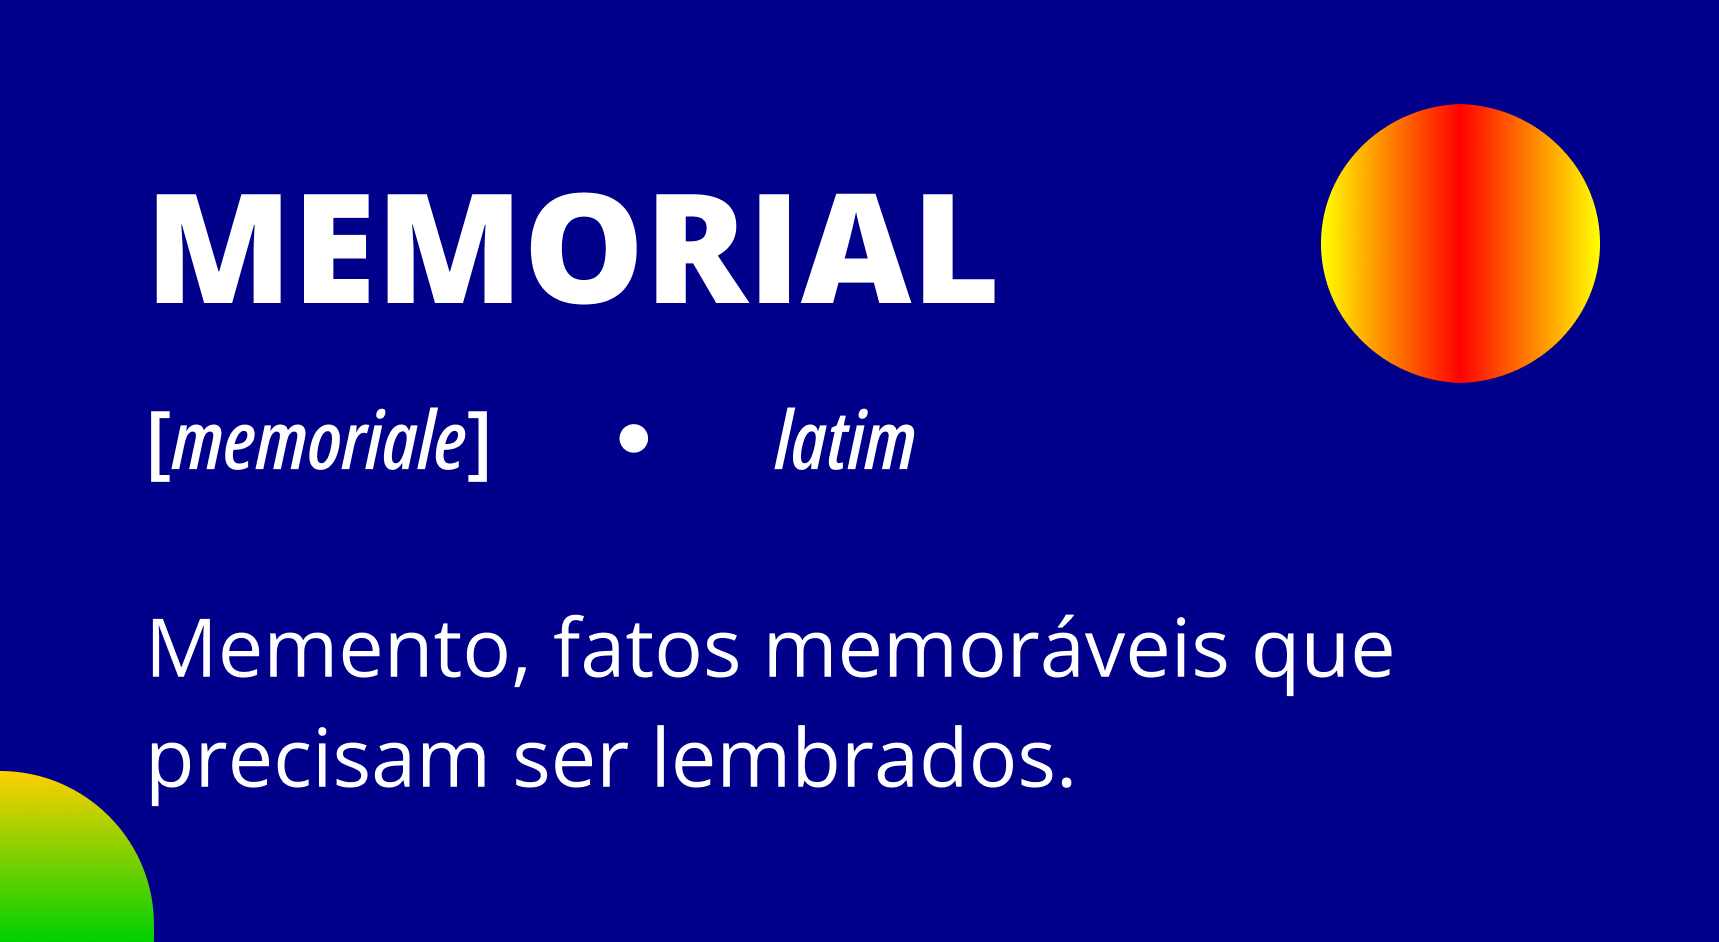 MEMORIAL
[memoriale] • latim
Memento, fatos memoráveis que
precisam ser lembrados.